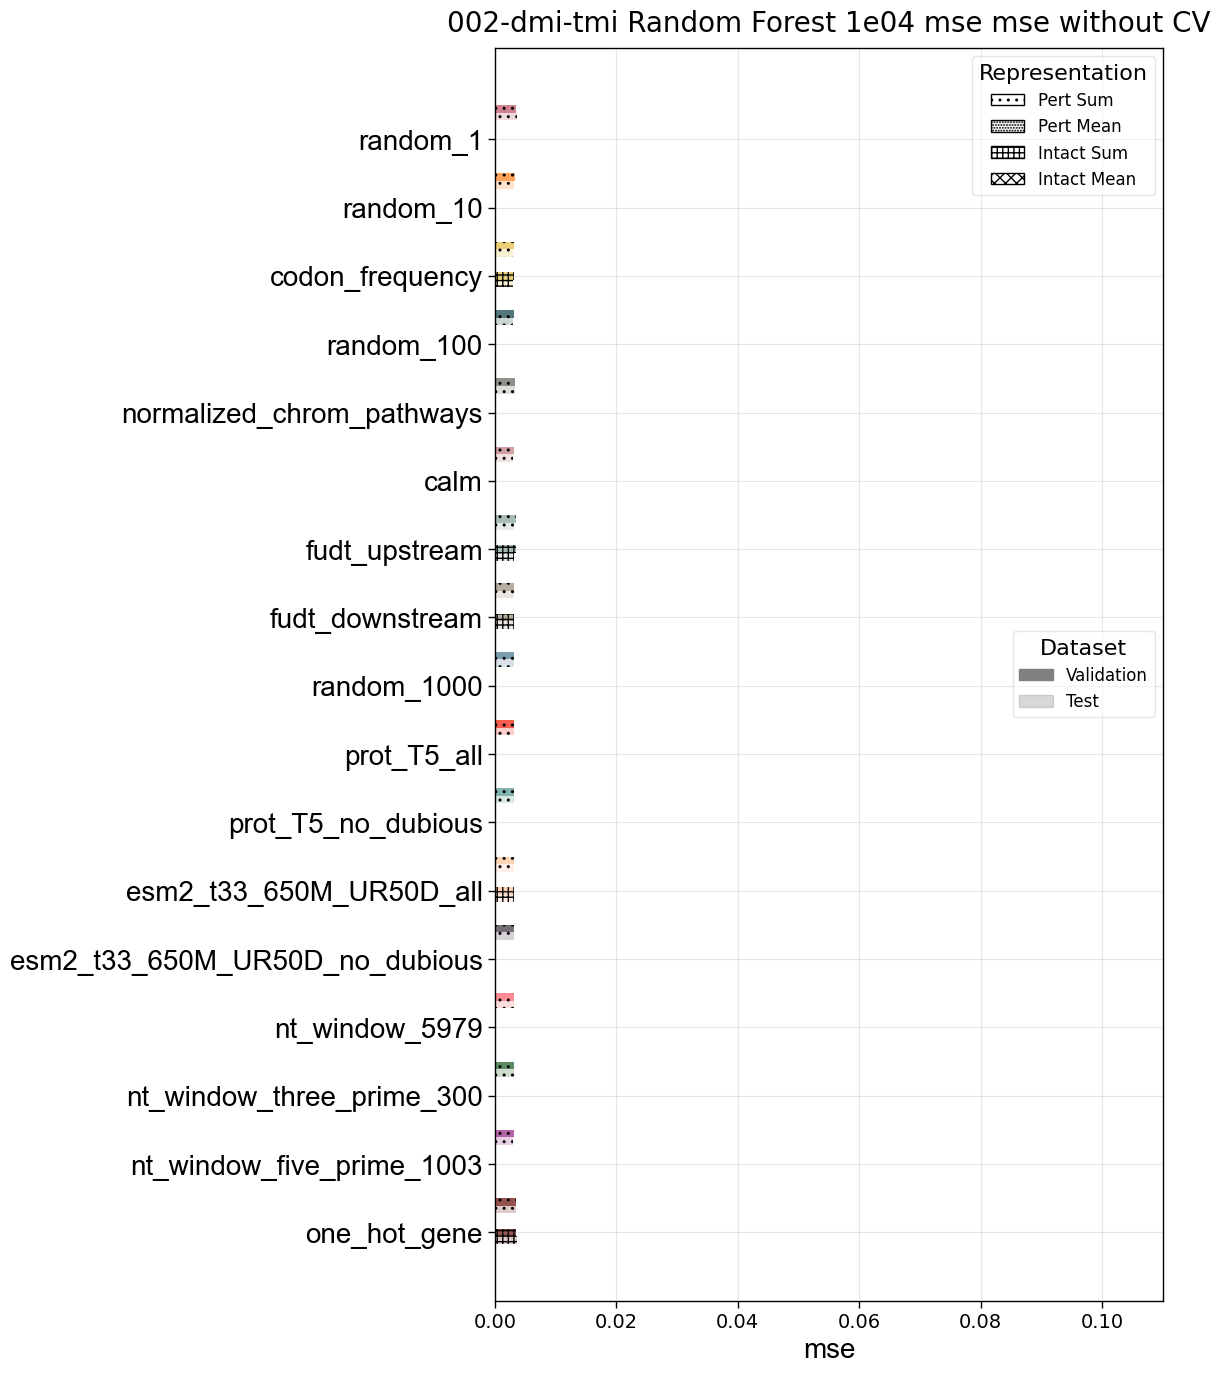 002-dmi-tmi Random Forest 1e04 mse mse without CV
Representation
Pert Sum
Pert Mean
Intact Sum
Intact Mean
random_1
random_10
codon_frequency
random_100
normalized_chrom_pathways
calm
fudt_upstream
fudt_downstream
Dataset
Validation
Test
random_1000
prot_T5_all
prot_T5_no_dubious
esm2_t33_650M_UR50D_all
esm2_t33_650M_UR50D_no_dubious
nt_window_5979
nt_window_three_prime_300
nt_window_five_prime_1003
one_hot_gene
0.00 0.02 0.04 0.06 0.08 0.10
mse